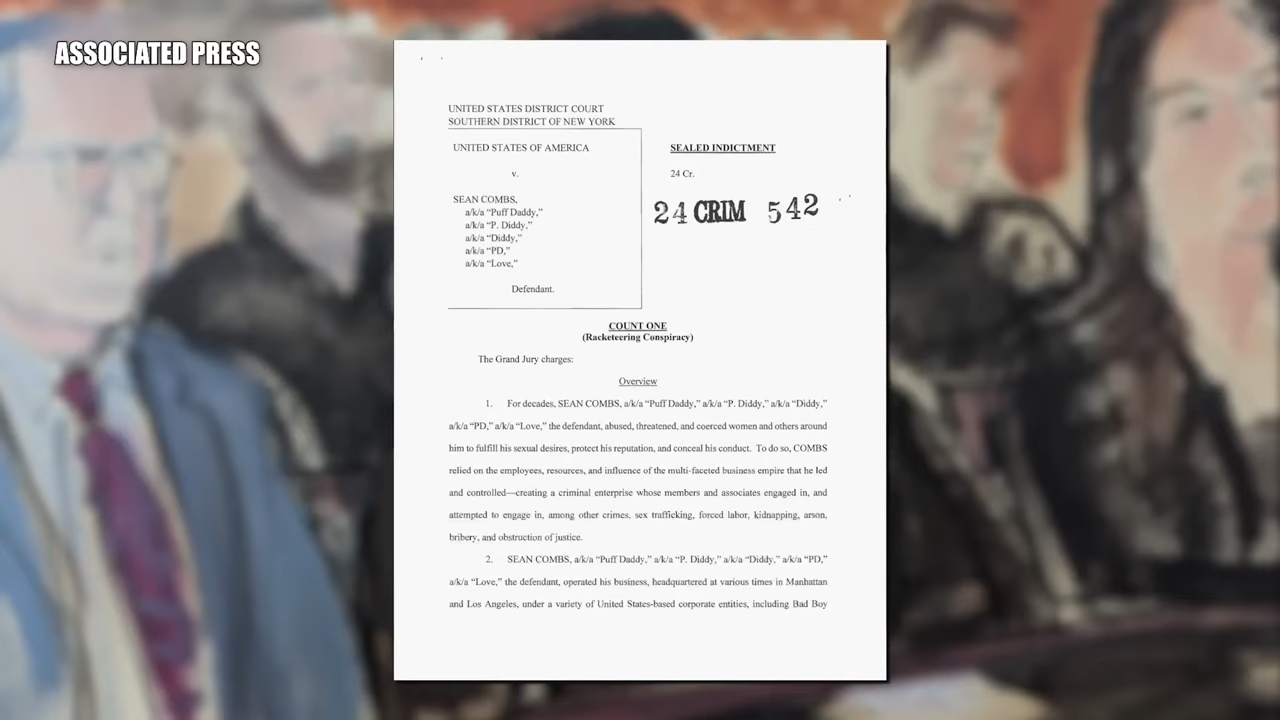 ASSOCIATED PRESS
UNITED STATES DISTRICT COURT
SOUTHERN DISTRICT OF NEW YORK
UNITED STATES OF AMERICA
v.
SEAN COMBS,
a/k/a “Puff Daddy,”
a/k/a “P. Diddy,”
a/k/a “Diddy,”
a/k/a “PD,”
a/k/a “Love,”
Defendant.
SEALED INDICTMENT
24 Cr.
24 CRIM 542
COUNT ONE
(Racketeering Conspiracy)
The Grand Jury charges:
Overview
1. For decades, SEAN COMBS, a/k/a “Puff Daddy,” a/k/a “P. Diddy,” a/k/a “Diddy,”
a/k/a “PD,” a/k/a “Love,” the defendant, abused, threatened, and coerced women and others around
him to fulfill his sexual desires, protect his reputation, and conceal his conduct. To do so, COMBS
relied on the employees, resources, and influence of the multi-faceted business empire that he led
and controlled—creating a criminal enterprise whose members and associates engaged in, and
attempted to engage in, among other crimes, sex trafficking, forced labor, kidnapping, arson,
bribery, and obstruction of justice.
2. SEAN COMBS, a/k/a “Puff Daddy,” a/k/a “P. Diddy,” a/k/a “Diddy,” a/k/a “PD,”
a/k/a “Love,” the defendant, operated his business, headquartered at various times in Manhattan
and Los Angeles, under a variety of United States-based corporate entities, including Bad Boy